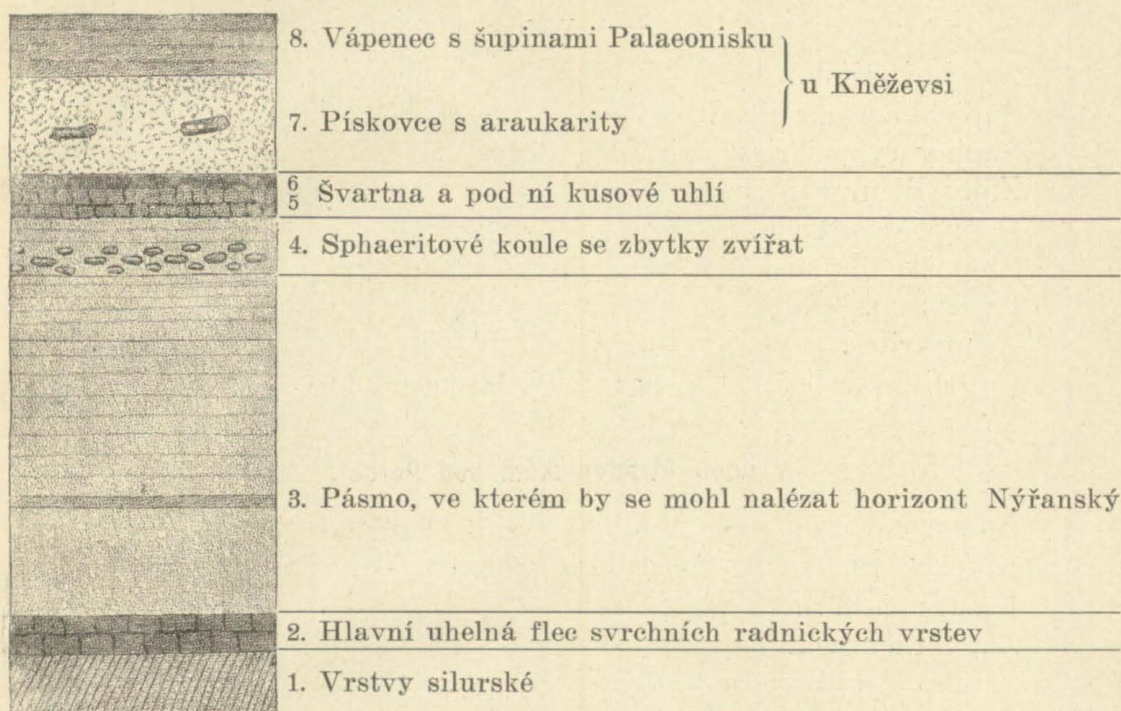 8. Vápenec s šupinami Palaeonisku
u Kněževsi
7. Pískovce s araukarity
6
5 Švartna a pod ní kusové uhlí
4. Sphaeritové koule se zbytky zvířat
3. Pásmo, ve kterém by se mohl nalézat horizont Nýřanský
2. Hlavní uhelná flec svrchních radnických vrstev
1. Vrstvy silurské